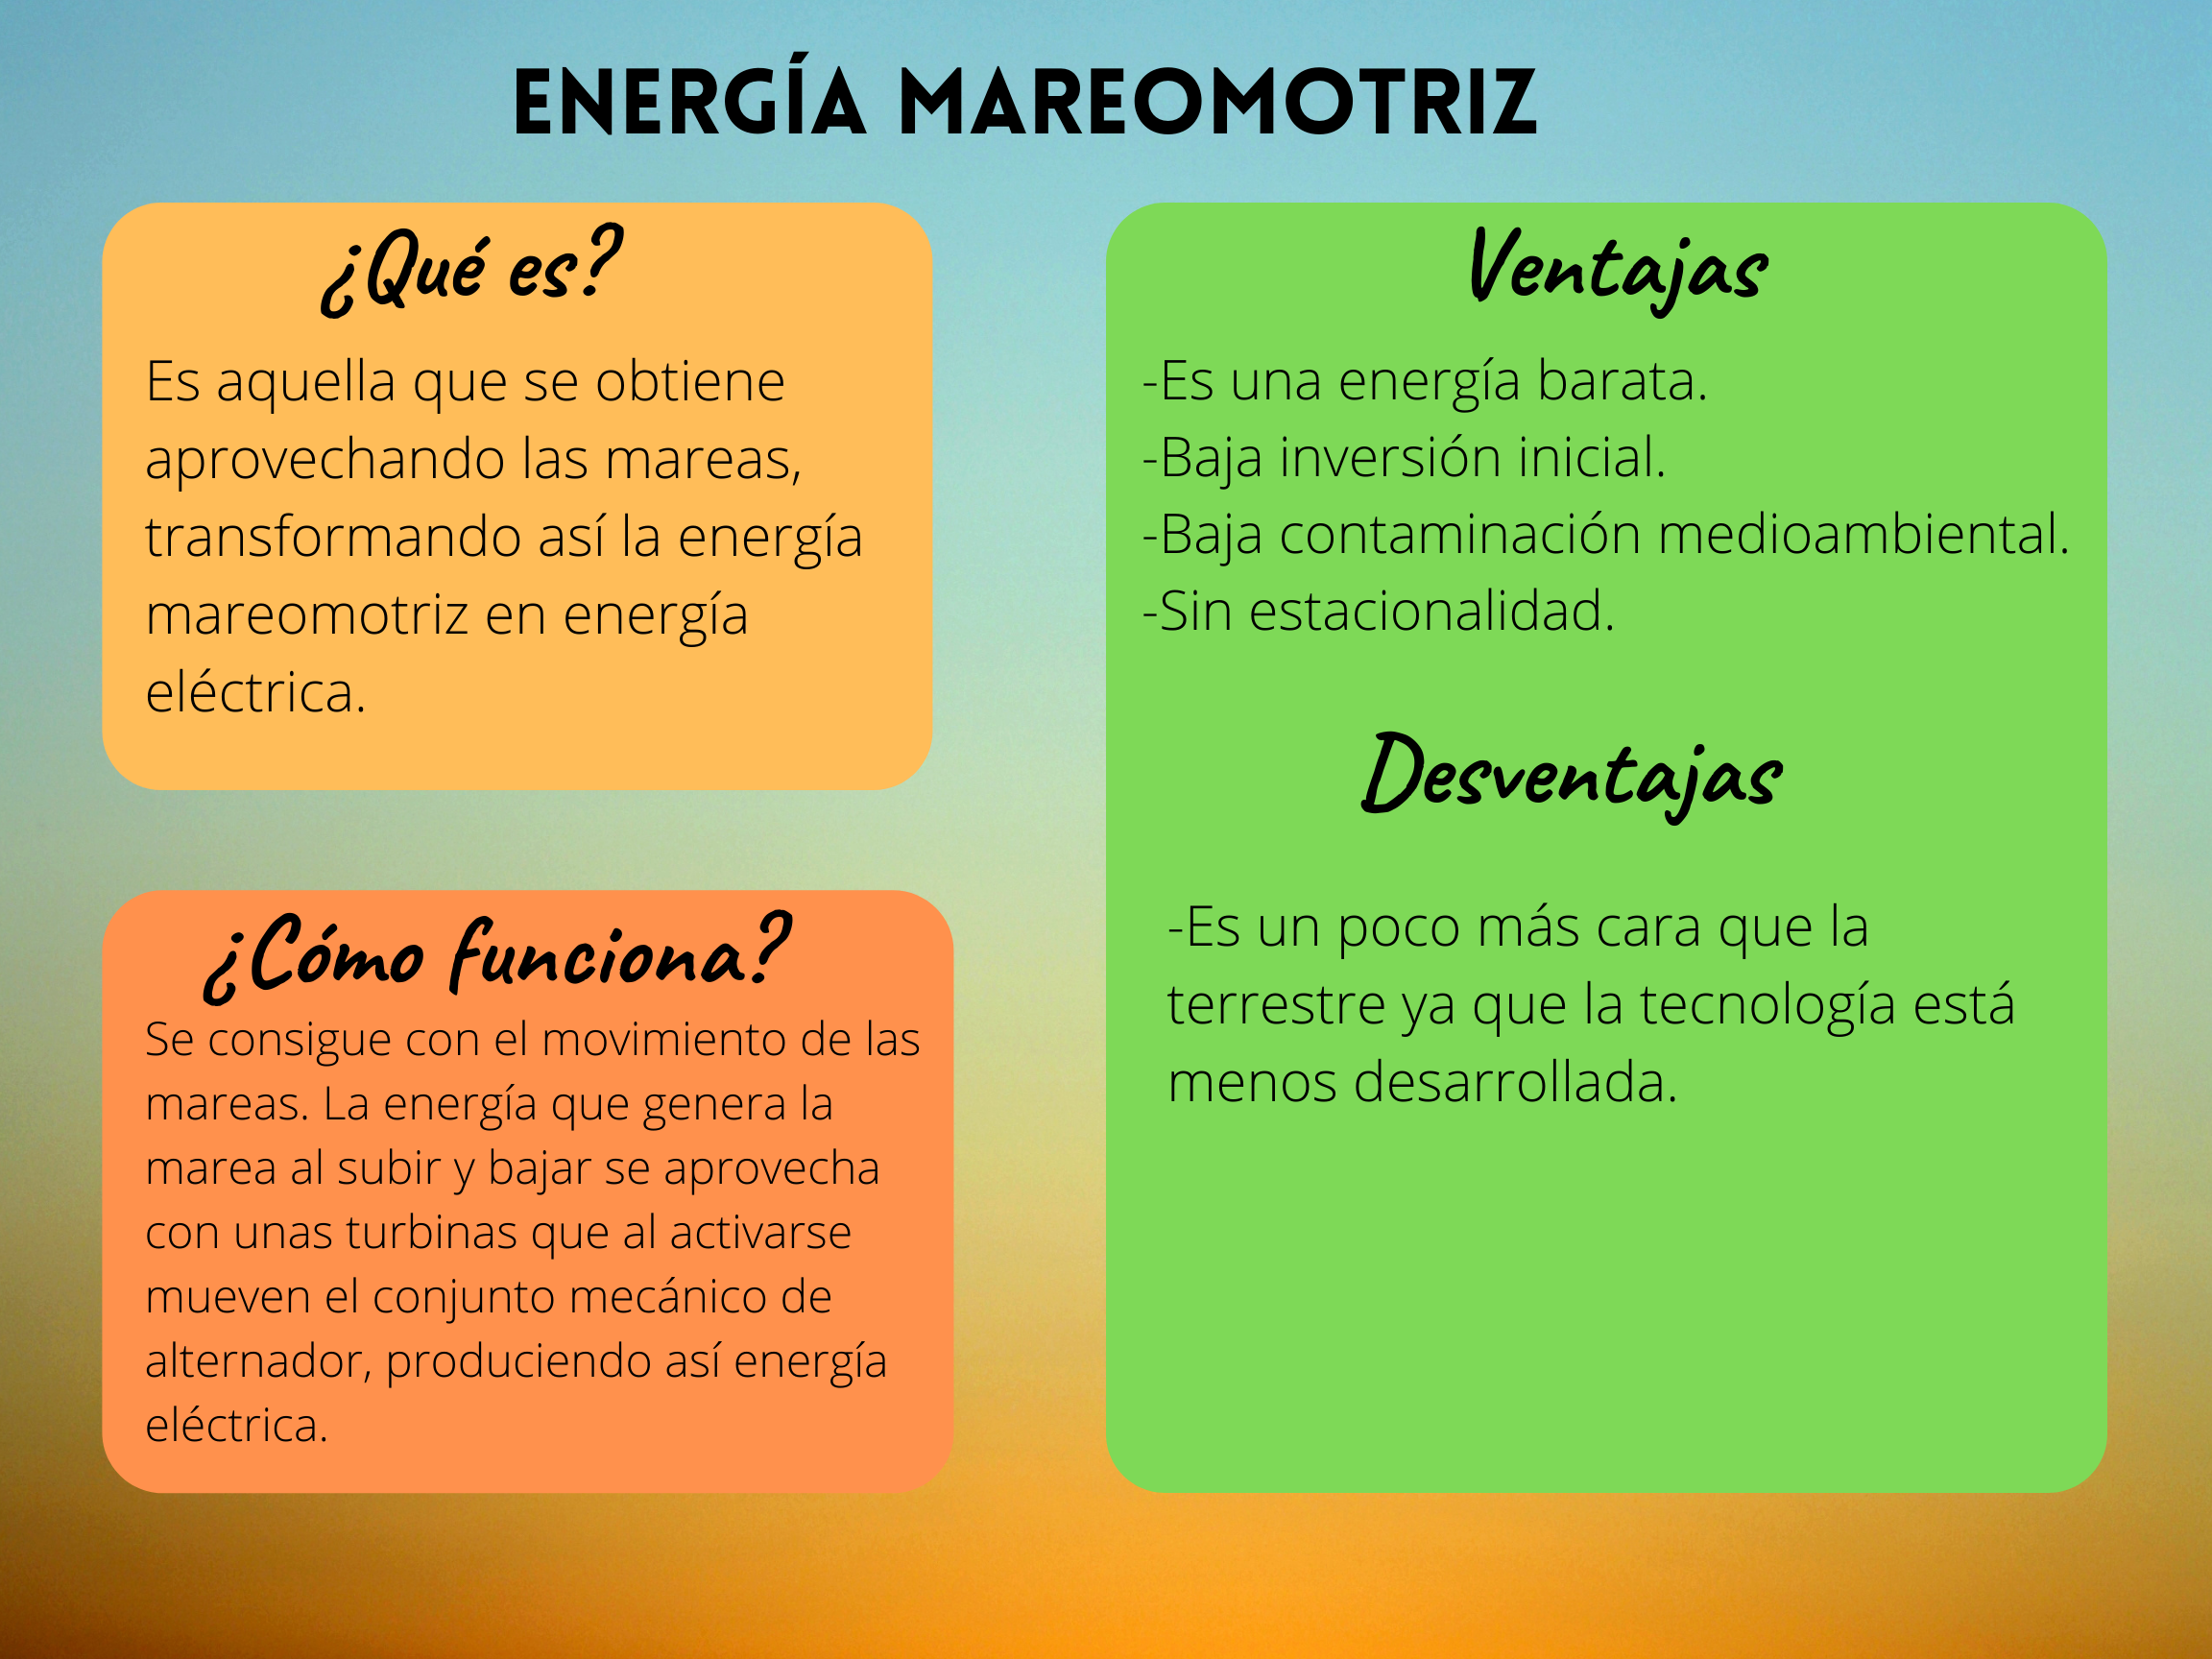 ENERGÍA MAREOMOTRIZ
¿Qué es?
Es aquella que se obtiene
aprovechando las mareas,
transformando así la energía
mareomotriz en energía
eléctrica.
¿Cómo funciona?
Se consigue con el movimiento de las
mareas. La energía que genera la
marea al subir y bajar se aprovecha
con unas turbinas que al activarse
mueven el conjunto mecánico de
alternador, produciendo así energía
eléctrica.
Ventajas
-Es una energía barata.
-Baja inversión inicial.
-Baja contaminación medioambiental.
-Sin estacionalidad.
Desventajas
-Es un poco más cara que la
terrestre ya que la tecnología está
menos desarrollada.